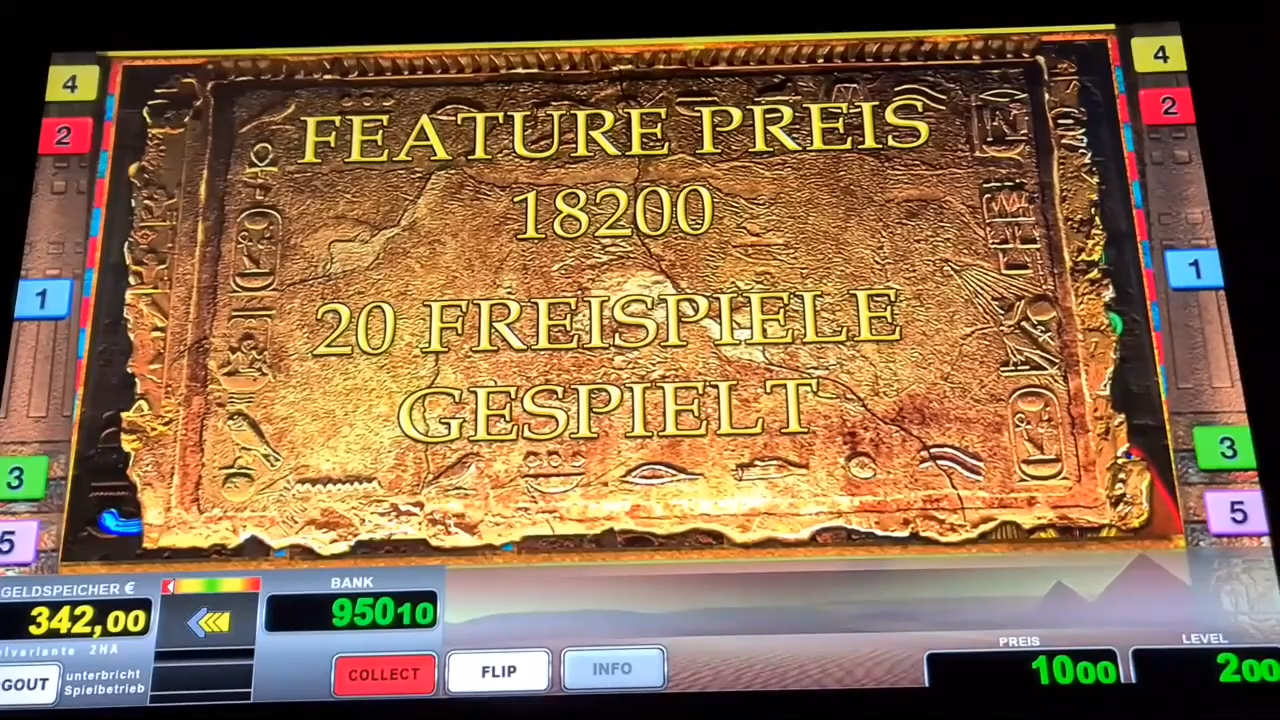 FEATURE PREIS
18200
20 FREISPIELE
GESPIELT
4
2
1
3
5
4
2
1
3
5
GELDSPEICHER €
342,00
2HA
unterbricht
Spielbetrieb
BANK
95010
COLLECT
FLIP
INFO
PREIS
1000
LEVEL
200